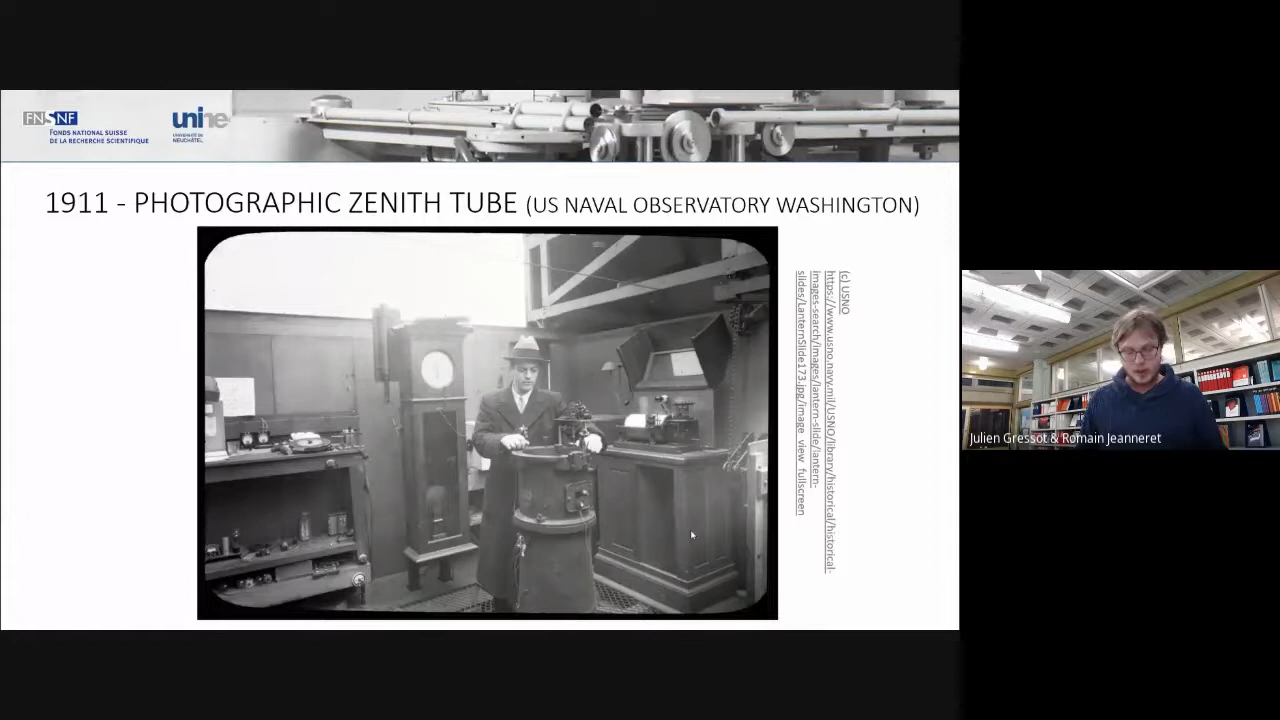 FNSNF
FONDS NATIONAL SUISSE
DE LA RECHERCHE SCIENTIFIQUE
unine
UNIVERSITÉ DE
NEUCHÂTEL
1911 - PHOTOGRAPHIC ZENITH TUBE (US NAVAL OBSERVATORY WASHINGTON)
(c) USNO
https://www.usno.navy.mil/USNO/library/historical/historical-
images-search/images/lantern-slide/lantern-
slides/LanternSlide173.jpg/image_view_fullscreen
Julien Gressot & Romain Jeanneret